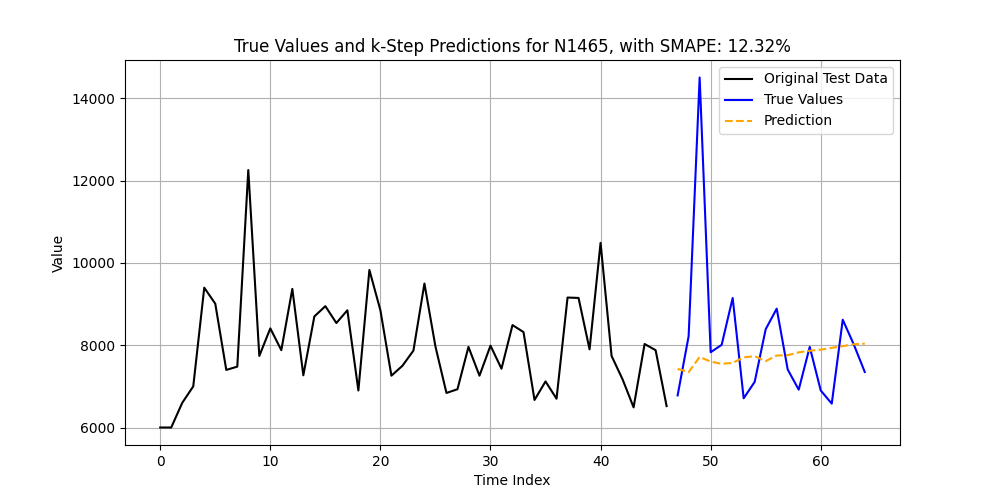 True Values and k-Step Predictions for N1465, with SMAPE: 12.32%
Original Test Data
True Values
Prediction
14000
12000
10000
8000
6000
Value
0 10 20 30 40 50 60
Time Index